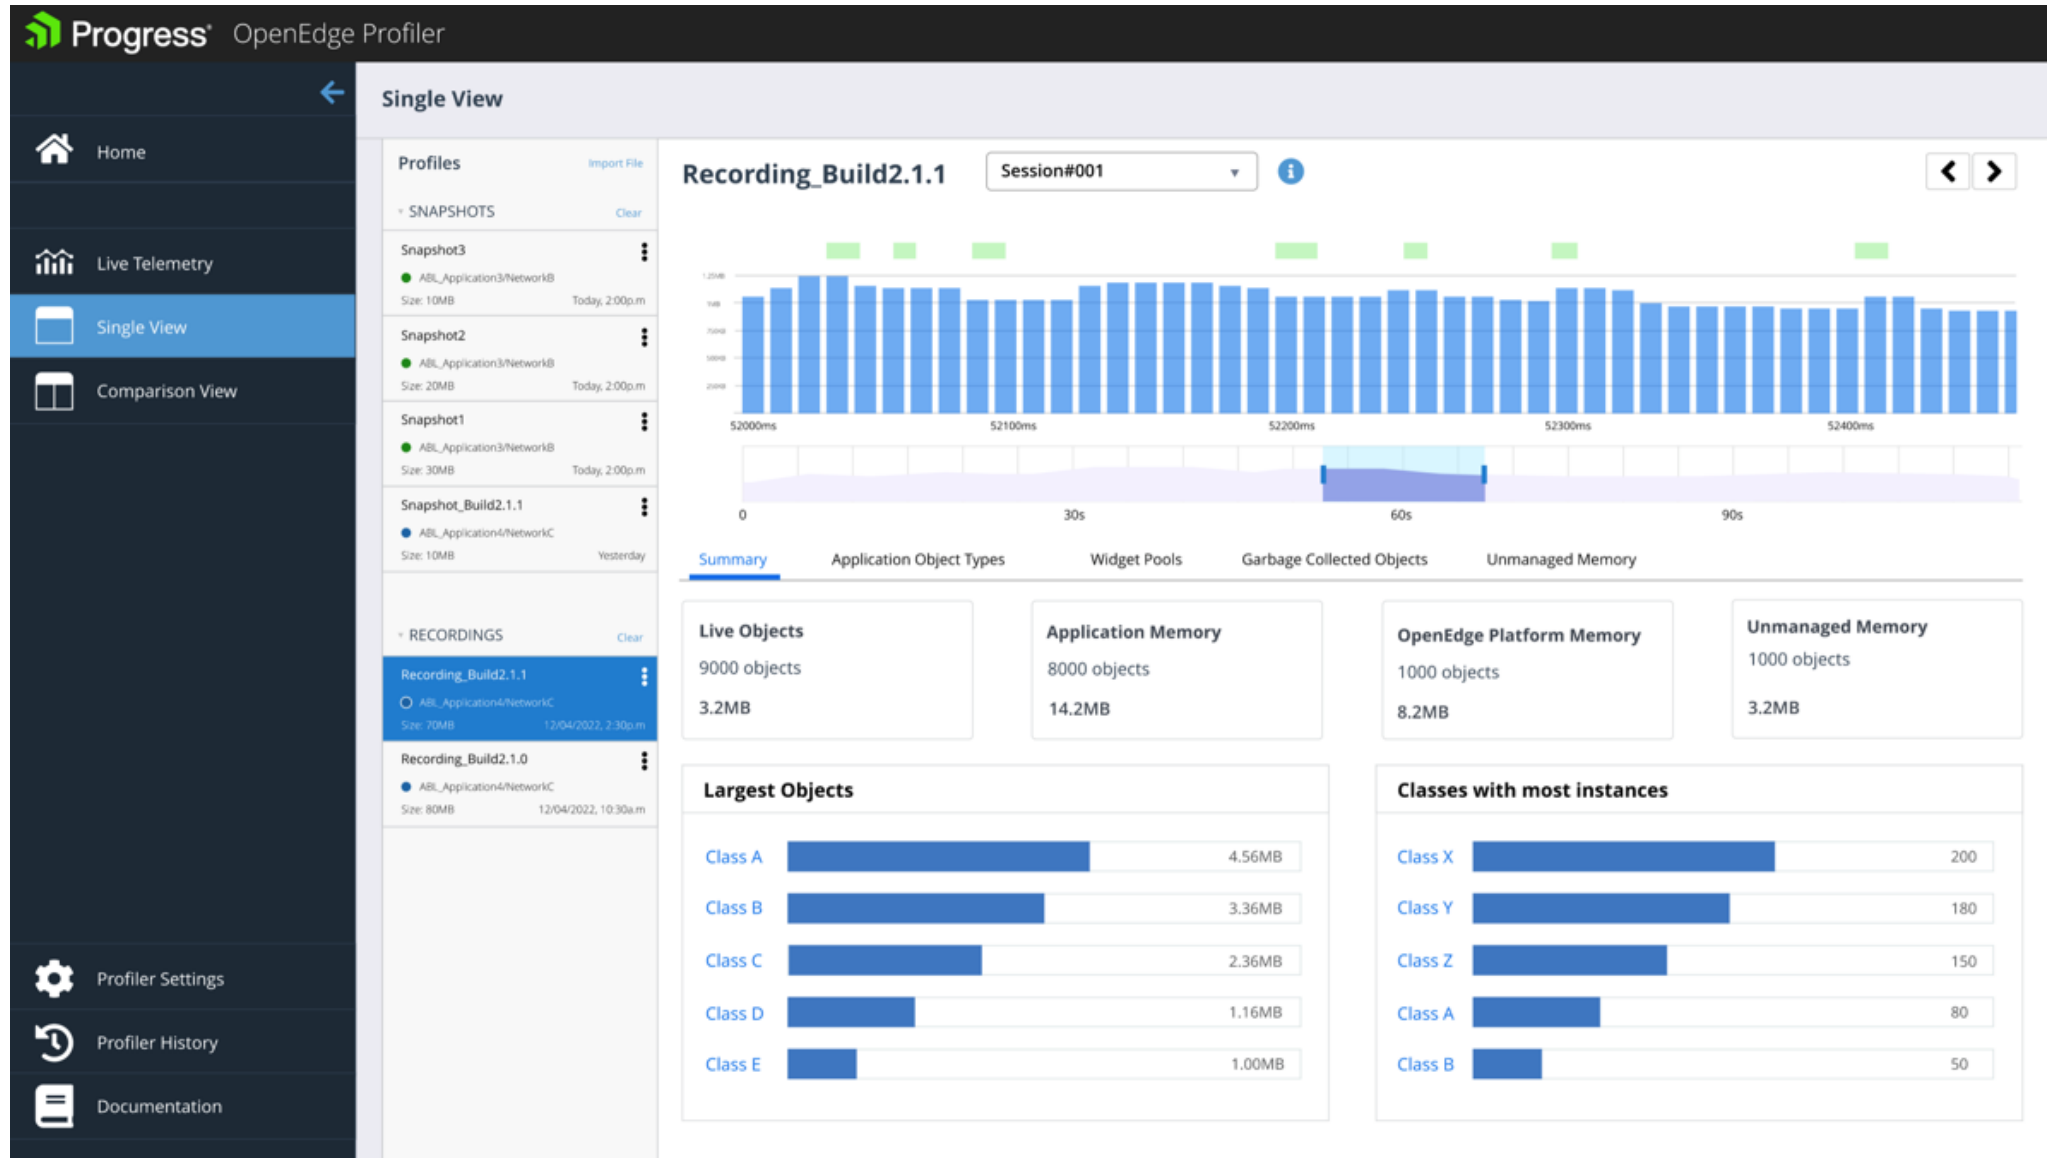 Progress® OpenEdge Profiler
Home
Live Telemetry
Single View
Comparison View
Profiler Settings
Profiler History
Documentation
Single View
Profiles Import File
SNAPSHOTS Clear
Snapshot3
ABL_Application3/NetworkB
Size: 10MB Today, 2:00p.m
Snapshot2
ABL_Application3/NetworkB
Size: 20MB Today, 2:00p.m
Snapshot1
ABL_Application3/NetworkB
Size: 30MB Today, 2:00p.m
Snapshot_Build2.1.1
ABL_Application4/NetworkC
Size: 10MB Yesterday
RECORDINGS Clear
Recording_Build2.1.1
ABL_Application4/NetworkC
Size: 70MB 12/04/2022, 2:30p.m
Recording_Build2.1.0
ABL_Application4/NetworkC
Size: 80MB 12/04/2022, 10:30a.m
Recording_Build2.1.1 Session#001
1.25MB
1MB
750KB
500KB
250KB
52000ms 52100ms 52200ms 52300ms 52400ms
0 30s 60s 90s
Summary Application Object Types Widget Pools Garbage Collected Objects Unmanaged Memory
Live Objects
9000 objects
3.2MB
Application Memory
8000 objects
14.2MB
OpenEdge Platform Memory
1000 objects
8.2MB
Unmanaged Memory
1000 objects
3.2MB
Largest Objects
Class A 4.56MB
Class B 3.36MB
Class C 2.36MB
Class D 1.16MB
Class E 1.00MB
Classes with most instances
Class X 200
Class Y 180
Class Z 150
Class A 80
Class B 50